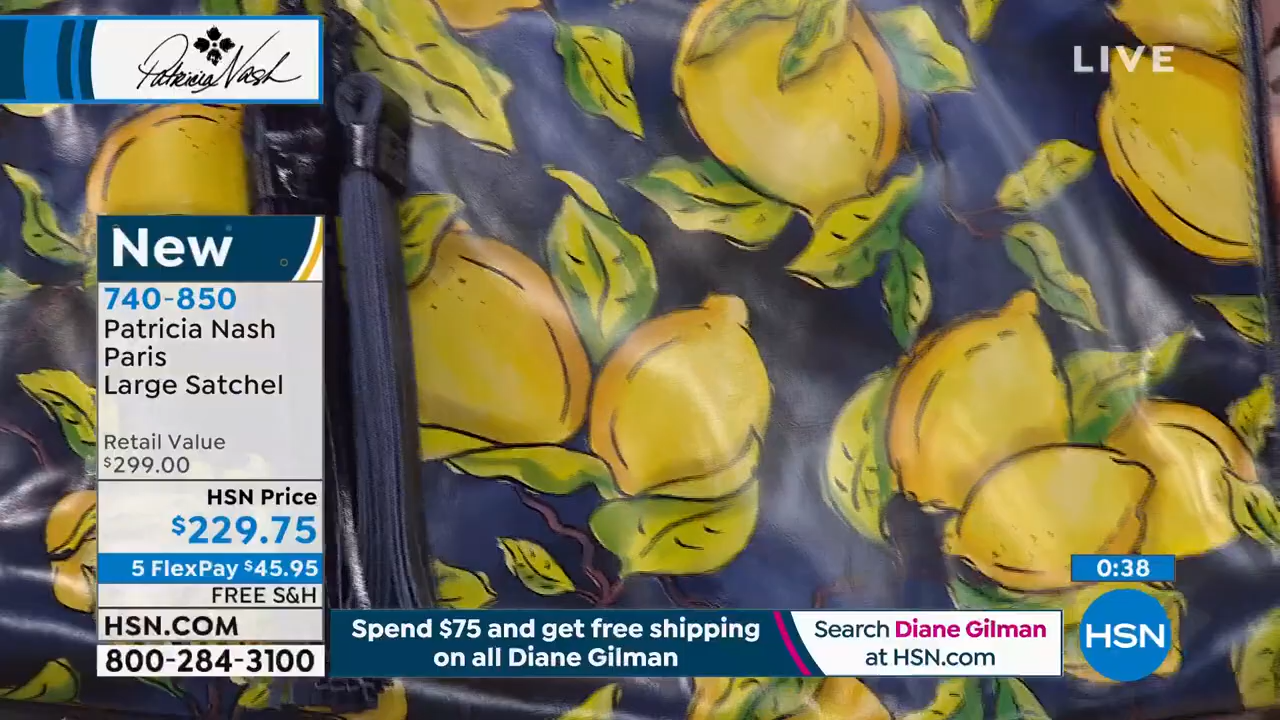 Patricia Nash
LIVE
New
740-850
Patricia Nash
Paris
Large Satchel
Retail Value
$299.00
HSN Price
$229.75
5 FlexPay $45.95
FREE S&H
HSN.COM
800-284-3100
Spend $75 and get free shipping
on all Diane Gilman
Search Diane Gilman
at HSN.com
0:38
HSN